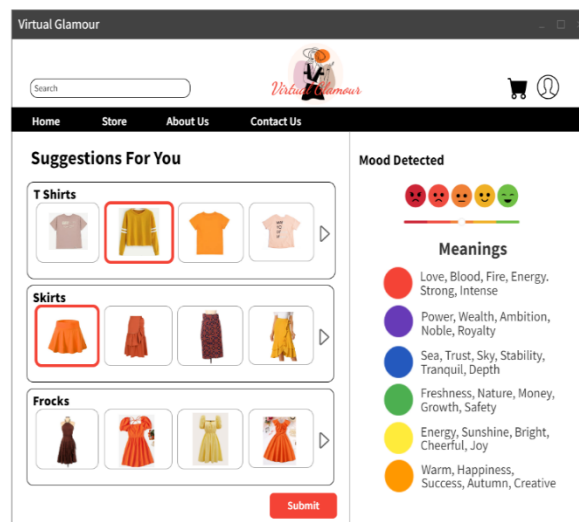 Virtual Glamour
Search
Virtual Glamour
Home Store About Us Contact Us
Suggestions For You
T Shirts
Skirts
Frocks
Submit
Mood Detected
Meanings
Love, Blood, Fire, Energy.
Strong, Intense
Power, Wealth, Ambition,
Noble, Royalty
Sea, Trust, Sky, Stability,
Tranquil, Depth
Freshness, Nature, Money,
Growth, Safety
Energy, Sunshine, Bright,
Cheerful, Joy
Warm, Happiness,
Success, Autumn, Creative